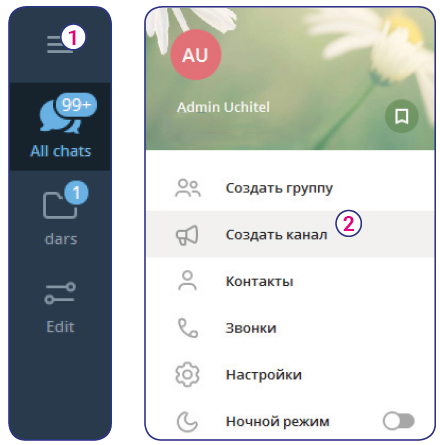 1
99+
All chats
1
dars
Edit
AU
Admin Uchitel
Создать группу
Создать канал 2
Контакты
Звонки
Настройки
Ночной режим